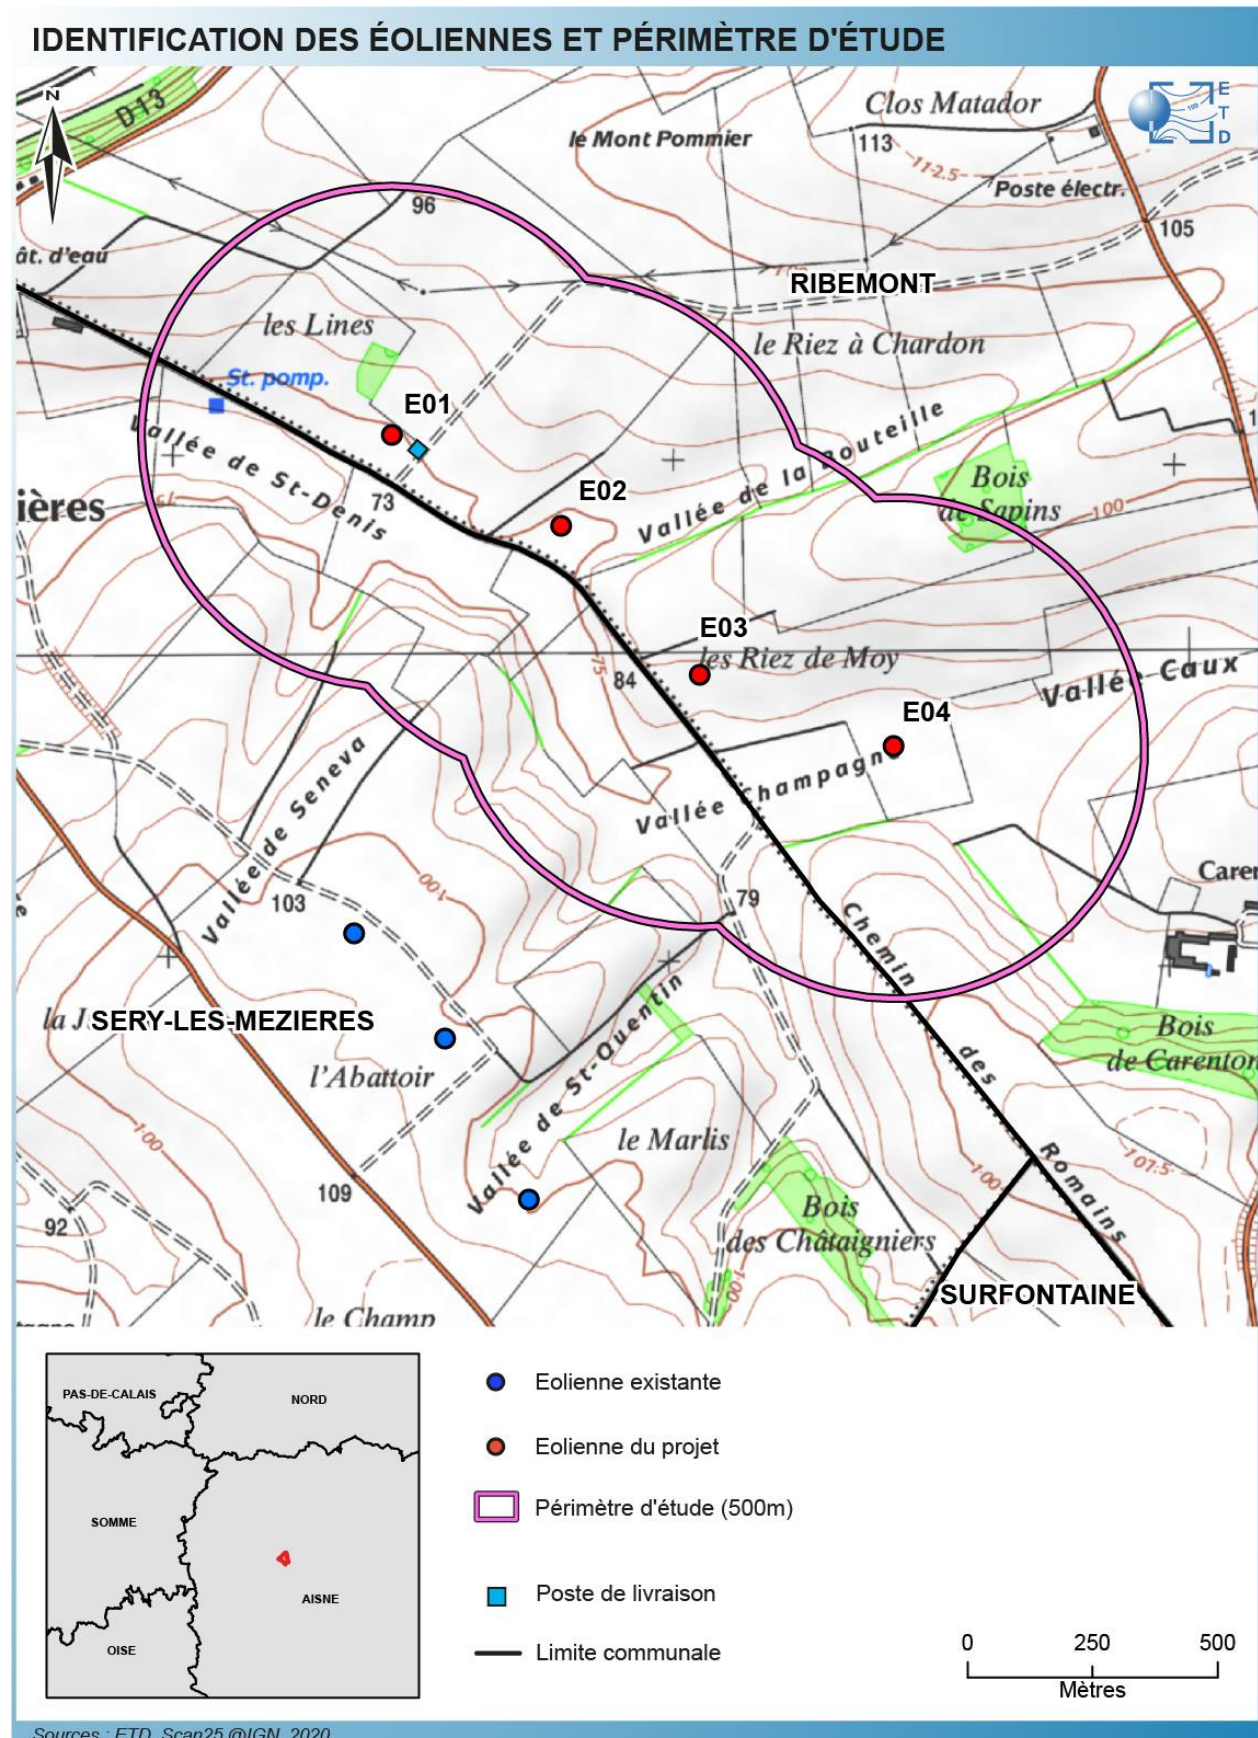 IDENTIFICATION DES ÉOLIENNES ET PÉRIMÈTRE D'ÉTUDE
N
D13
le Mont Pommier
Clos Matador
113
112.5
E
T
D
Poste électr.
96
105
ât. d'eau
RIBEMONT
les Lines
le Riez à Chardon
St. pomp.
E01
Vallée de St-Denis
73
E02
Vallée de la Bouteille
Bois
de Sapins
100
ières
E03
les Riez de Moy
75
84
Vallée Caux
E04
Vallée Champagn
Vallée de Seneva
100
103
79
Caren
Chemin
des
Romains
la J
SERY-LES-MEZIERES
l'Abattoir
Vallée de St-Quentin
Bois
de Carenton
le Marlis
100
107.5
100
109
92
Bois
des Châtaigniers
100
SURFONTAINE
le Champ
PAS-DE-CALAIS
NORD
SOMME
AISNE
OISE
Eolienne existante
Eolienne du projet
Périmètre d'étude (500m)
Poste de livraison
Limite communale
0 250 500
Mètres
Sources : ETD, Scan25 @IGN, 2020